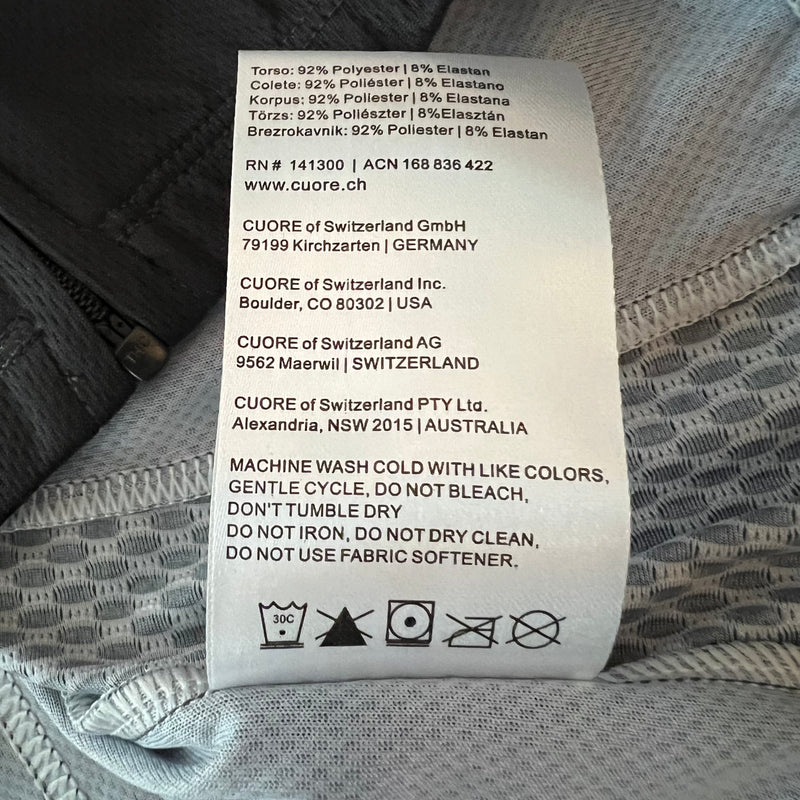 Torso: 92% Polyester | 8% Elastan
Colete: 92% Poliéster | 8% Elastano
Korpus: 92% Poliester | 8% Elastana
Törzs: 92% Poliészter | 8%Elasztán
Brezrokavnik: 92% Poliester | 8% Elastan
RN# 141300 | ACN 168 836 422
www.cuore.ch
CUORE of Switzerland GmbH
79199 Kirchzarten | GERMANY
CUORE of Switzerland Inc.
Boulder, CO 80302 | USA
CUORE of Switzerland AG
9562 Maerwil | SWITZERLAND
CUORE of Switzerland PTY Ltd.
Alexandria, NSW 2015 | AUSTRALIA
MACHINE WASH COLD WITH LIKE COLORS,
GENTLE CYCLE, DO NOT BLEACH,
DON'T TUMBLE DRY
DO NOT IRON, DO NOT DRY CLEAN,
DO NOT USE FABRIC SOFTENER.
30C